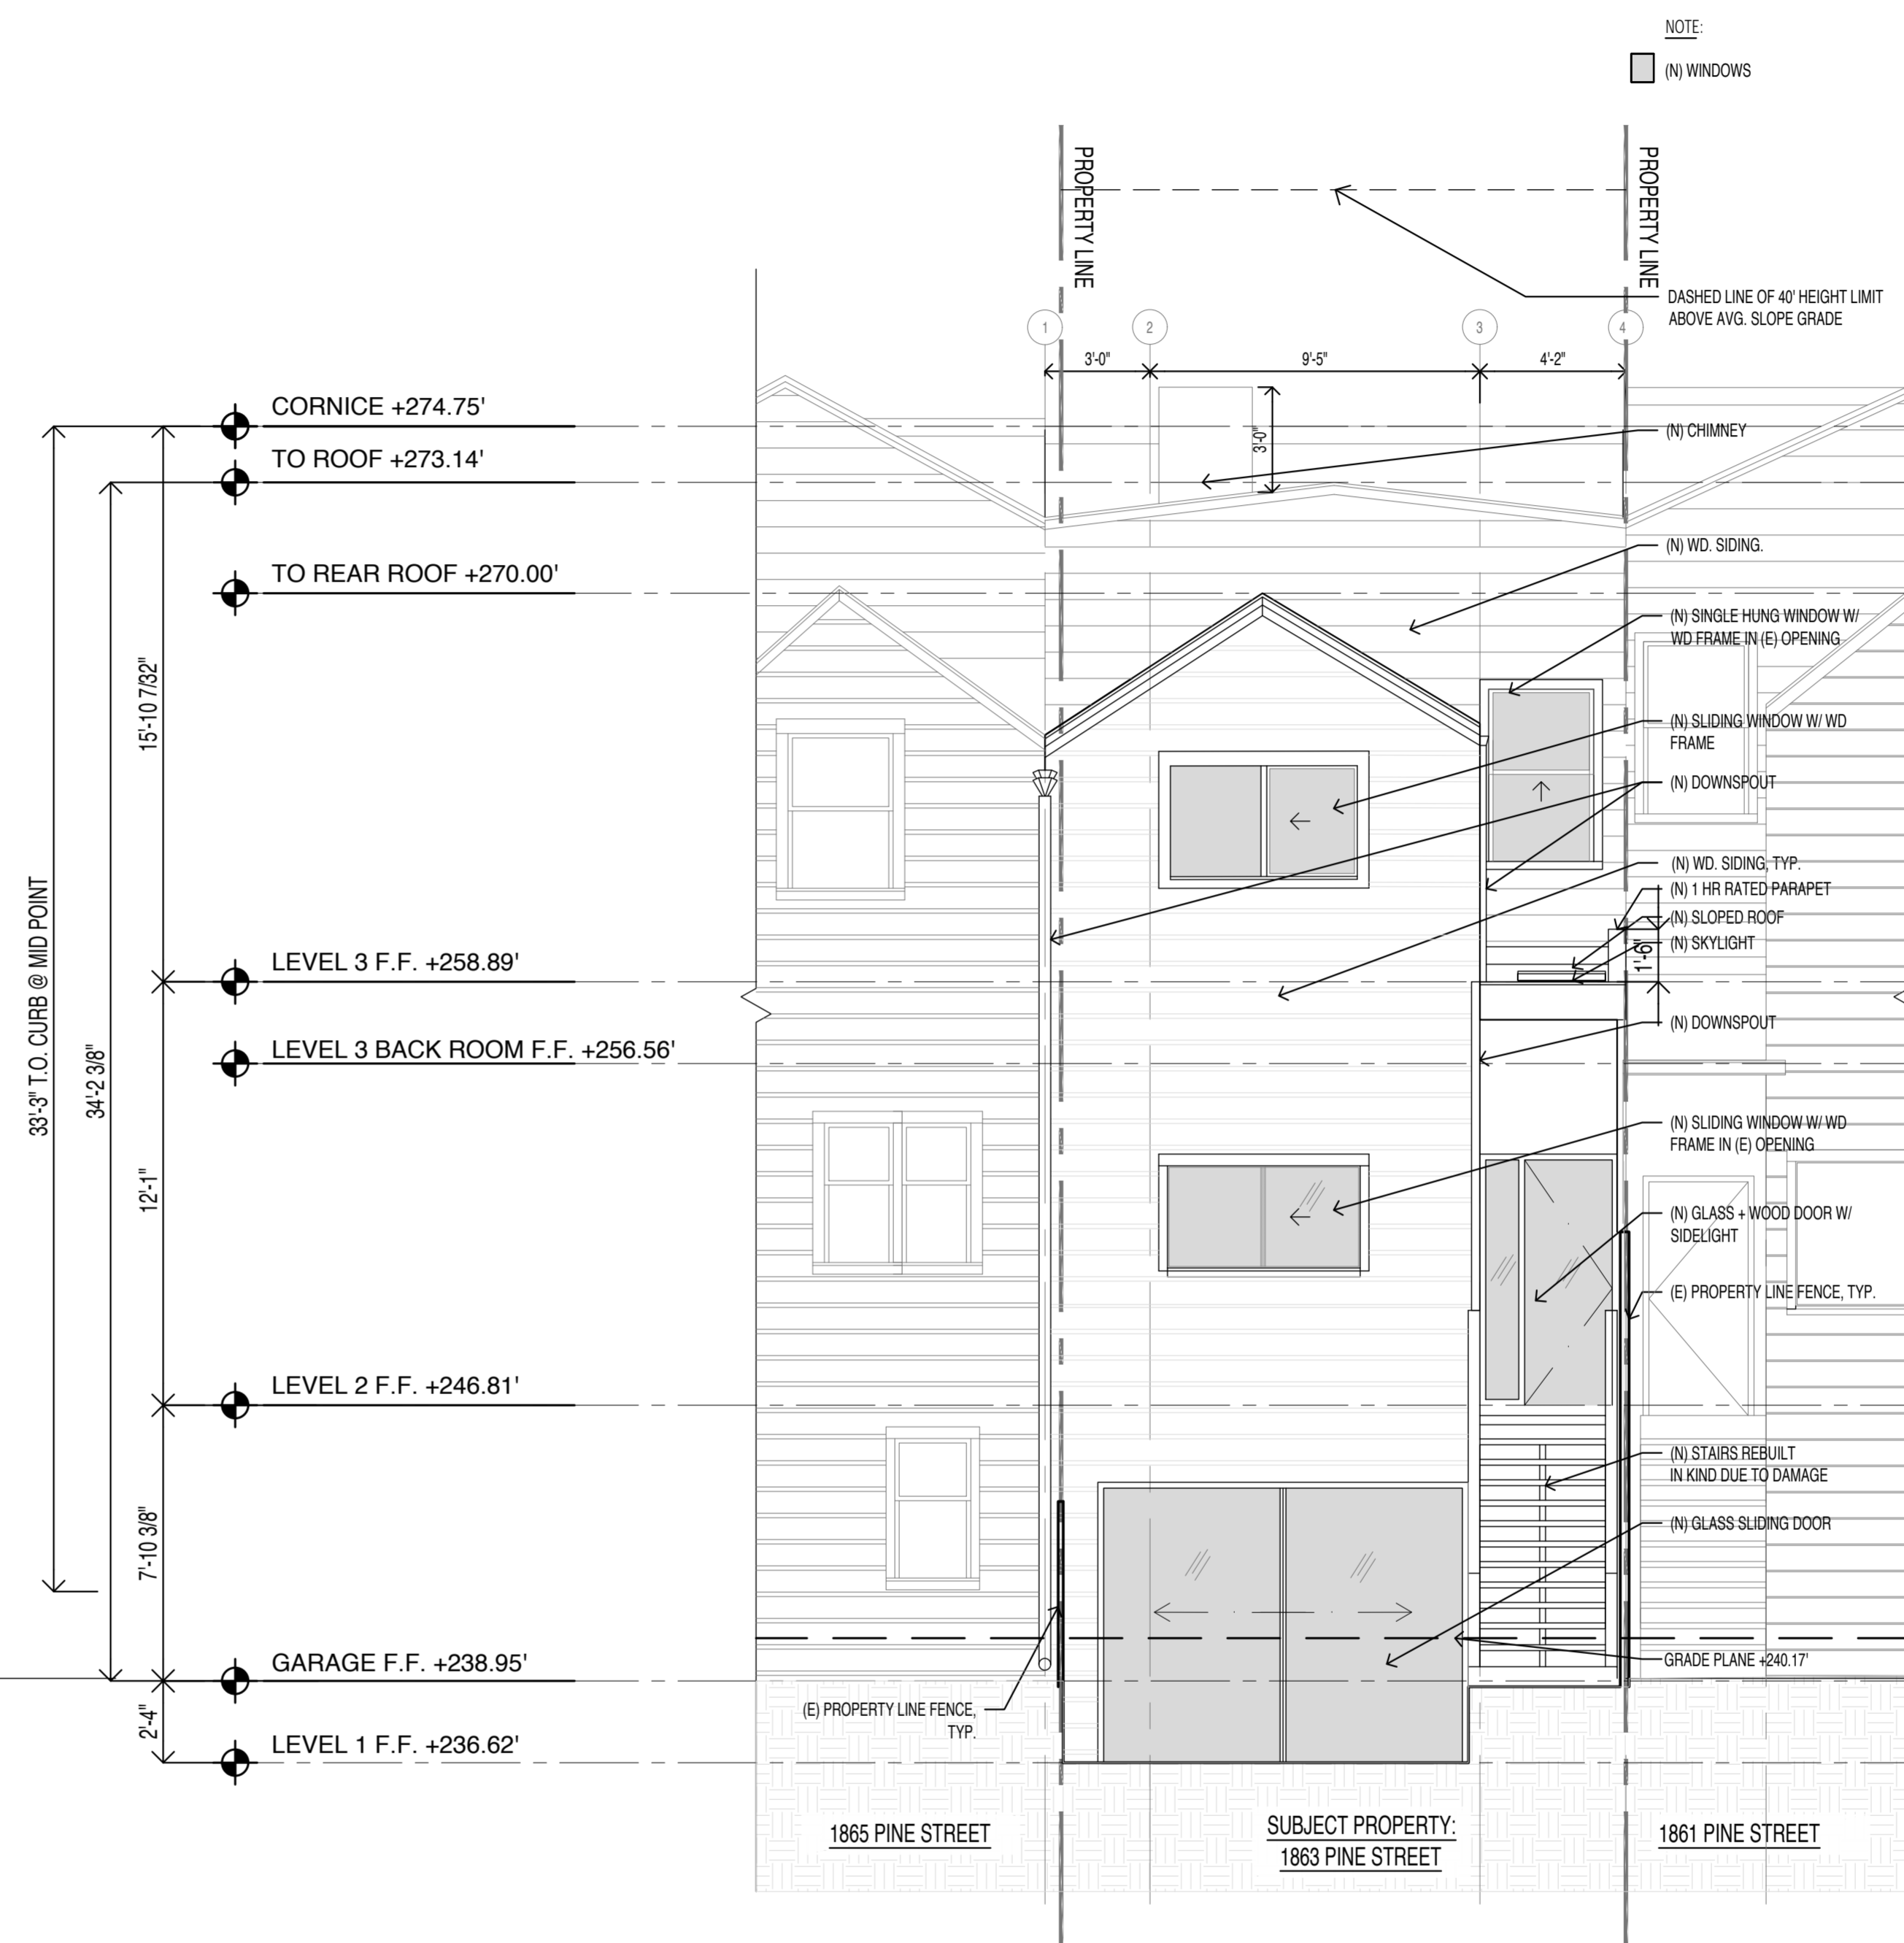 NOTE:
(N) WINDOWS
PROPERTY LINE
PROPERTY LINE
DASHED LINE OF 40' HEIGHT LIMIT
ABOVE AVG. SLOPE GRADE
1
2
3
4
3'-0"
9'-5"
4'-2"
CORNICE +274.75'
3'-0"
(N) CHIMNEY
TO ROOF +273.14'
(N) WD. SIDING.
TO REAR ROOF +270.00'
(N) SINGLE HUNG WINDOW W/
WD FRAME IN (E) OPENING
15'-10 7/32"
(N) SLIDING WINDOW W/ WD
FRAME
(N) DOWNSPOUT
(N) WD. SIDING, TYP.
(N) 1 HR RATED PARAPET
(N) SLOPED ROOF
(N) SKYLIGHT
1'-6"
33'-3" T.O. CURB @ MID POINT
LEVEL 3 F.F. +258.89'
(N) DOWNSPOUT
34'-2 3/8"
LEVEL 3 BACK ROOM F.F. +256.56'
(N) SLIDING WINDOW W/ WD
FRAME IN (E) OPENING
12'-1"
(N) GLASS + WOOD DOOR W/
SIDELIGHT
(E) PROPERTY LINE FENCE, TYP.
LEVEL 2 F.F. +246.81'
(N) STAIRS REBUILT
IN KIND DUE TO DAMAGE
7'-10 3/8"
(N) GLASS SLIDING DOOR
GARAGE F.F. +238.95'
GRADE PLANE +240.17'
2'-4"
(E) PROPERTY LINE FENCE,
TYP.
LEVEL 1 F.F. +236.62'
1865 PINE STREET
SUBJECT PROPERTY:
1863 PINE STREET
1861 PINE STREET